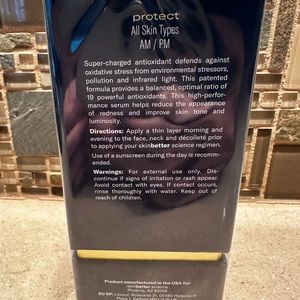 protect
All Skin Types
AM / PM
Super-charged antioxidant defends against
oxidative stress from environmental stressors,
pollution and infrared light. This patented
formula provides a balanced, optimal ratio of
19 powerful antioxidants. This high-perfor-
mance serum helps reduce the appearance
of redness and improve skin tone and
luminosity.
Directions: Apply a thin layer morning and
evening to the face, neck and décolleté prior
to applying your skinbetter science regimen.
Use of a sunscreen during the day is recom-
mended.
Warnings: For external use only. Dis-
continue if signs of irritation or rash appear.
Avoid contact with eyes. If contact occurs,
rinse thoroughly with water. Keep out of
reach of children.
Product manufactured in the USA for:
skinbetter science
Phoenix, AZ 85016
EU RP: